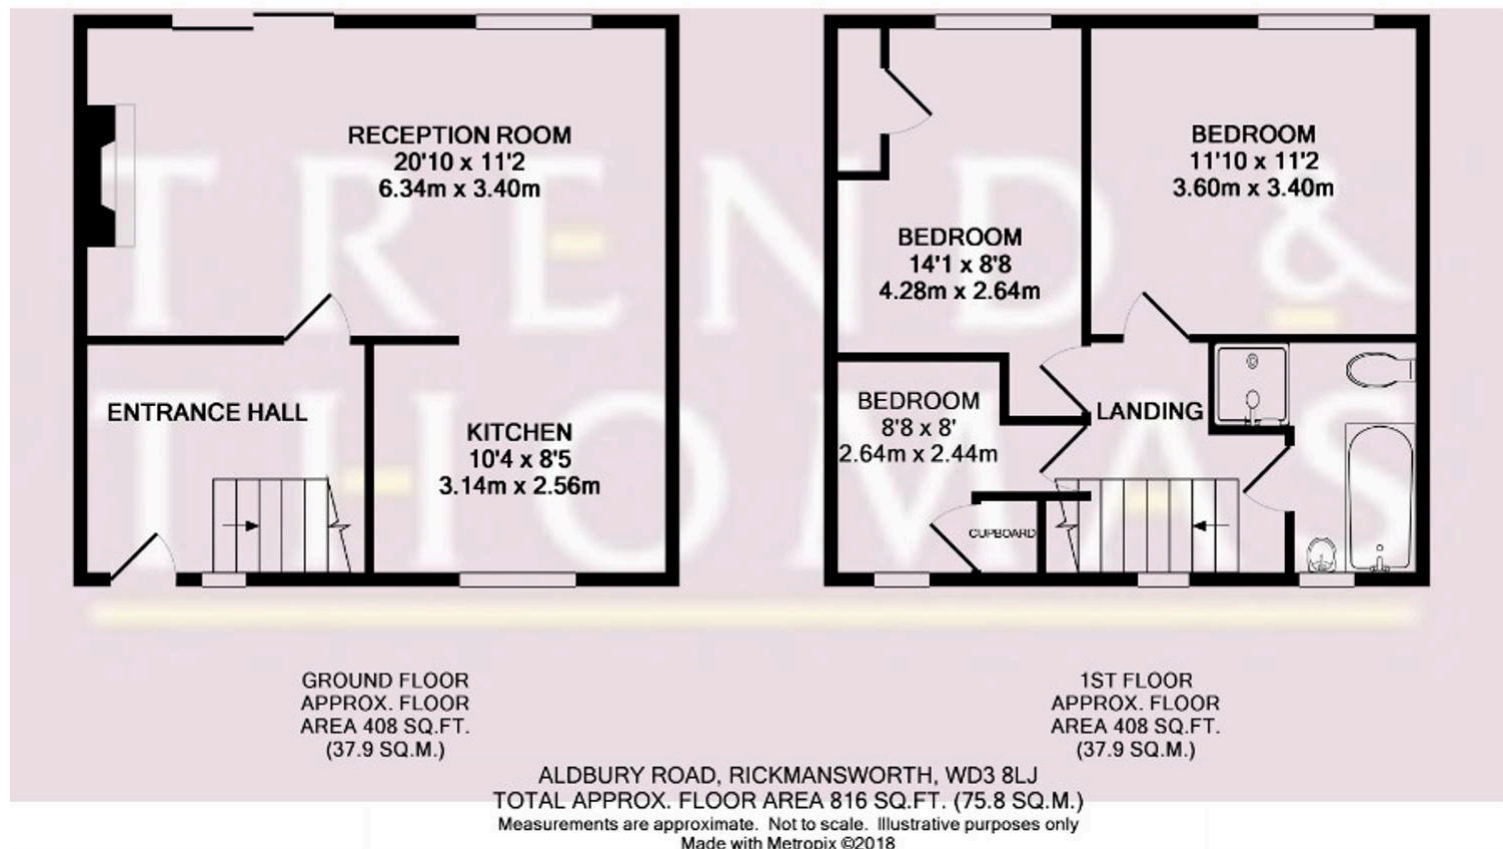 RECEPTION ROOM
20'10 x 11'2
6.34m x 3.40m
ENTRANCE HALL
KITCHEN
10'4 x 8'5
3.14m x 2.56m
BEDROOM
11'10 x 11'2
3.60m x 3.40m
BEDROOM
14'1 x 8'8
4.28m x 2.64m
BEDROOM
8'8 x 8'
2.64m x 2.44m
LANDING
CUPBOARD
TREND &
THOMAS
GROUND FLOOR
APPROX. FLOOR
AREA 408 SQ.FT.
(37.9 SQ.M.)
1ST FLOOR
APPROX. FLOOR
AREA 408 SQ.FT.
(37.9 SQ.M.)
ALDBURY ROAD, RICKMANSWORTH, WD3 8LJ
TOTAL APPROX. FLOOR AREA 816 SQ.FT. (75.8 SQ.M.)
Measurements are approximate. Not to scale. Illustrative purposes only
Made with Metropix ©2018